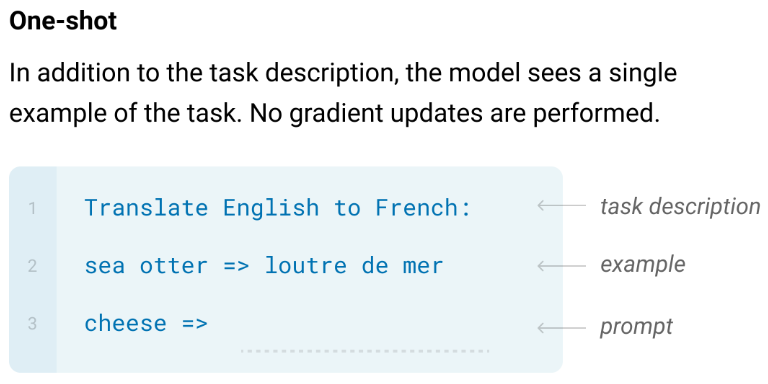 One-shot
In addition to the task description, the model sees a single
example of the task. No gradient updates are performed.
1 Translate English to French: task description
2 sea otter => loutre de mer example
3 cheese => prompt